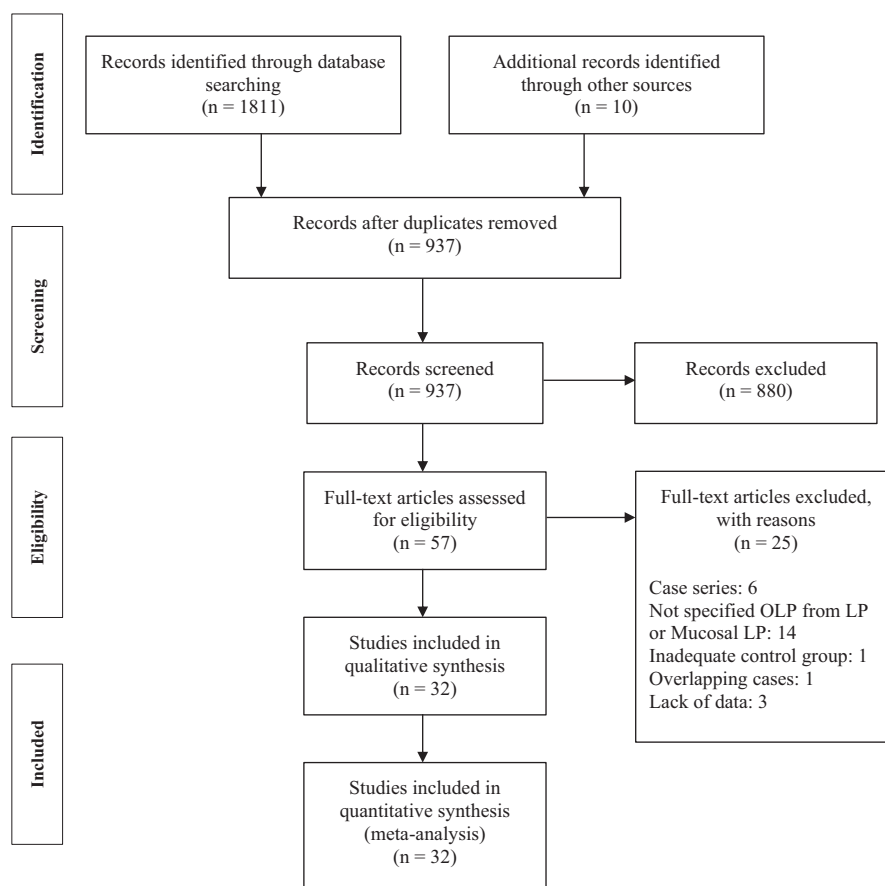 Identification
Records identified through database
searching
(n = 1811)
Additional records identified
through other sources
(n = 10)
Records after duplicates removed
(n = 937)
Screening
Records screened
(n = 937)
Records excluded
(n = 880)
Eligibility
Full-text articles assessed
for eligibility
(n = 57)
Full-text articles excluded,
with reasons
(n = 25)
Case series: 6
Not specified OLP from LP
or Mucosal LP: 14
Inadequate control group: 1
Overlapping cases: 1
Lack of data: 3
Studies included in
qualitative synthesis
(n = 32)
Included
Studies included in
quantitative synthesis
(meta-analysis)
(n = 32)